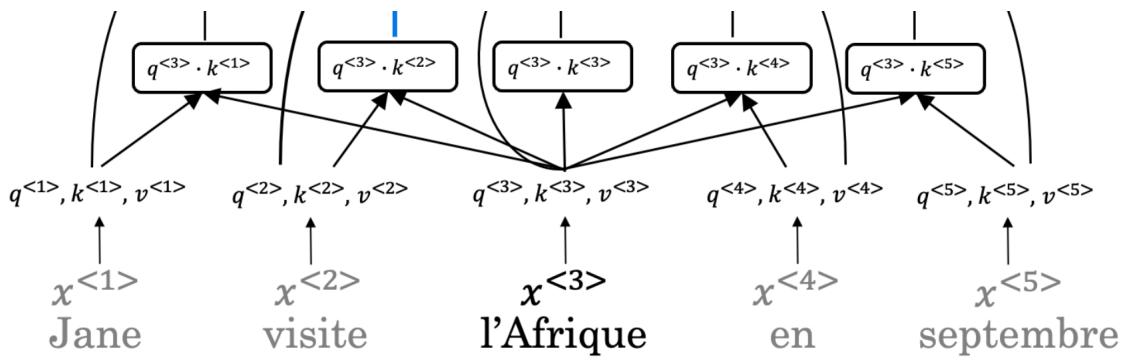 q<3> · k<1> q<3> · k<2> q<3> · k<3> q<3> · k<4> q<3> · k<5>
q<1>, k<1>, v<1> q<2>, k<2>, v<2> q<3>, k<3>, v<3> q<4>, k<4>, v<4> q<5>, k<5>, v<5>
x<1> x<2> x<3> x<4> x<5>
Jane visite l'Afrique en septembre